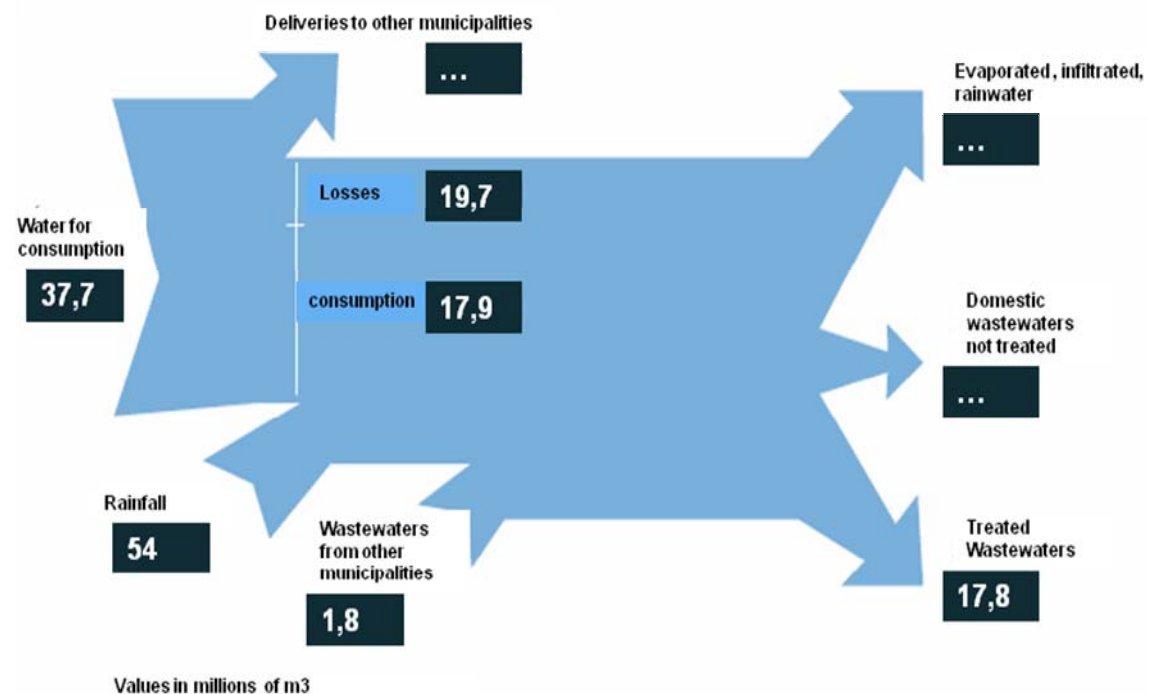 Deliveries to other municipalities
...
Evaporated, infiltrated,
rainwater
...
Losses
19,7
Water for
consumption
37,7
consumption
17,9
Domestic
wastewaters
not treated
...
Rainfall
54
Wastewaters
from other
municipalities
1,8
Treated
Wastewaters
17,8
Values in millions of m3